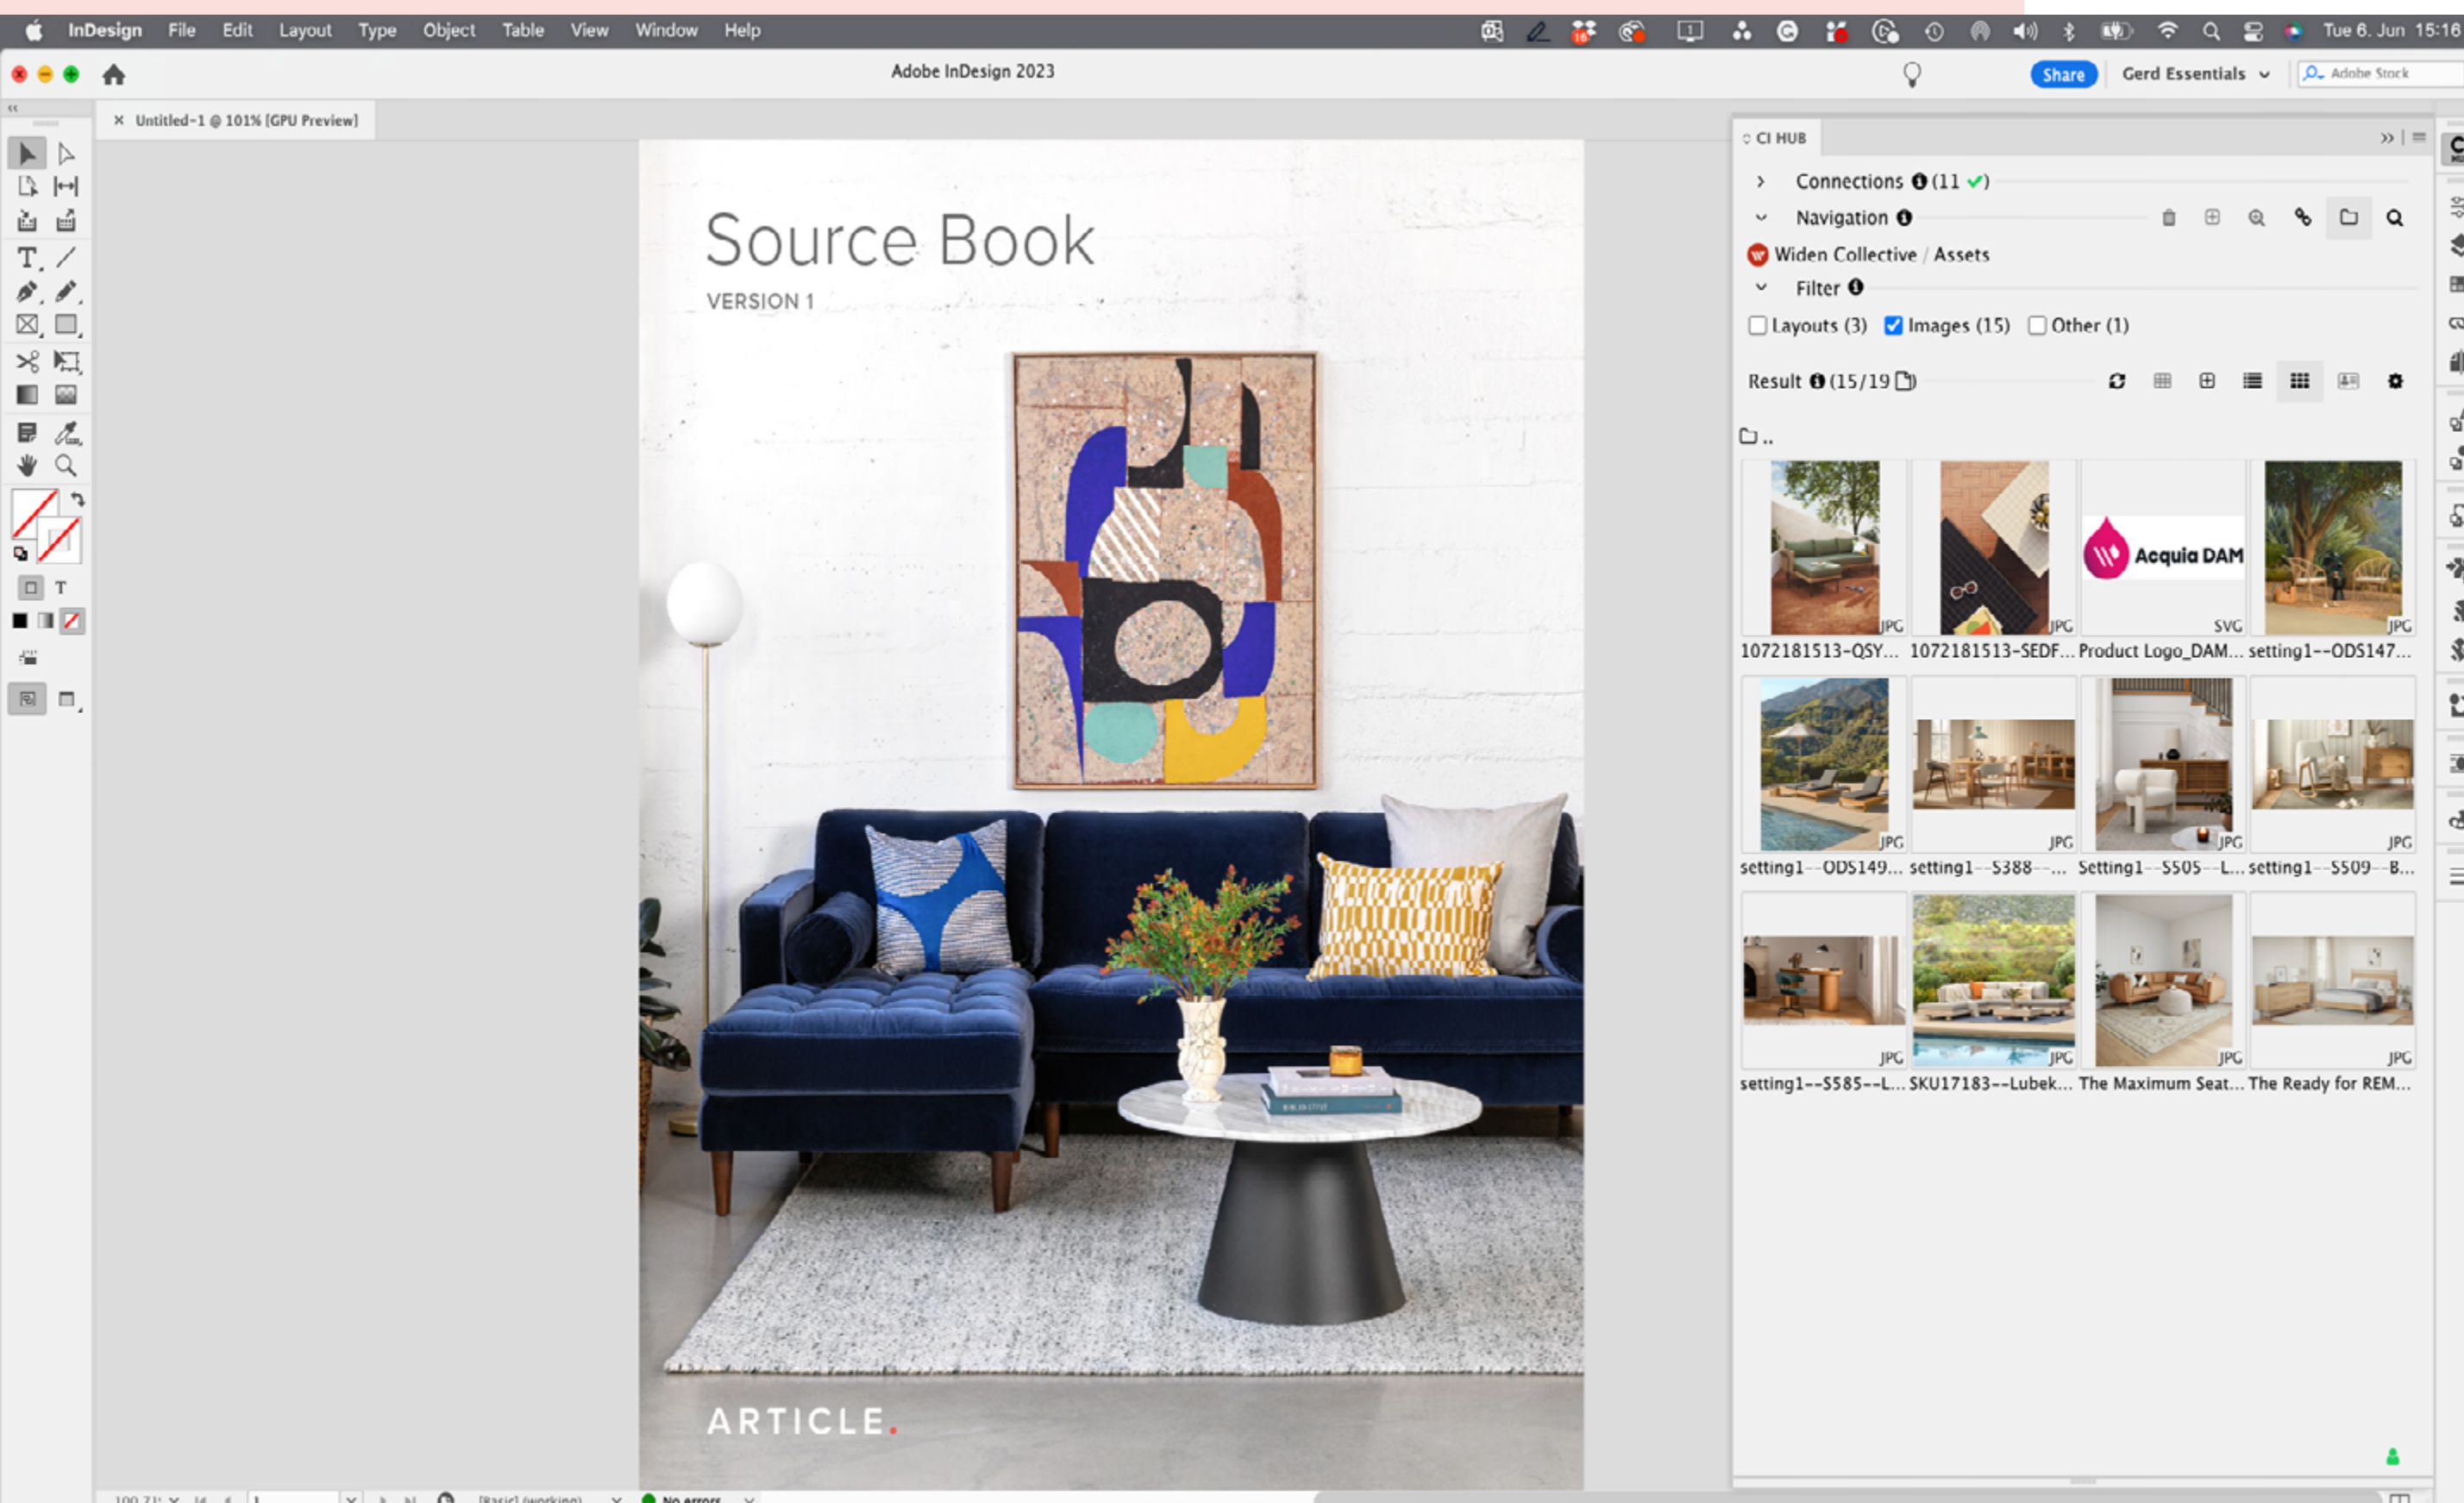 InDesign File Edit Layout Type Object Table View Window Help
16
1
Tue 6. Jun 15:16
Adobe InDesign 2023
Share
Gerd Essentials
Adobe Stock
× Untitled-1 @ 101% [GPU Preview]
CI HUB
Connections (11 ✓)
Navigation
Widen Collective / Assets
Filter
Layouts (3) Images (15) Other (1)
Result (15/19)
..
Source Book
VERSION 1
Acquia DAM
JPG JPG SVG JPG
1072181513-QSY... 1072181513-SEDF... Product Logo_DAM... setting1--ODS147...
JPG JPG JPG JPG
setting1--ODS149... setting1--S388--... Setting1--S505--L... setting1--S509--B...
JPG JPG JPG JPG
setting1--S585--L... SKU17183--Lubek... The Maximum Seat... The Ready for REM...
ARTICLE.
[Basic] (working)
No errors